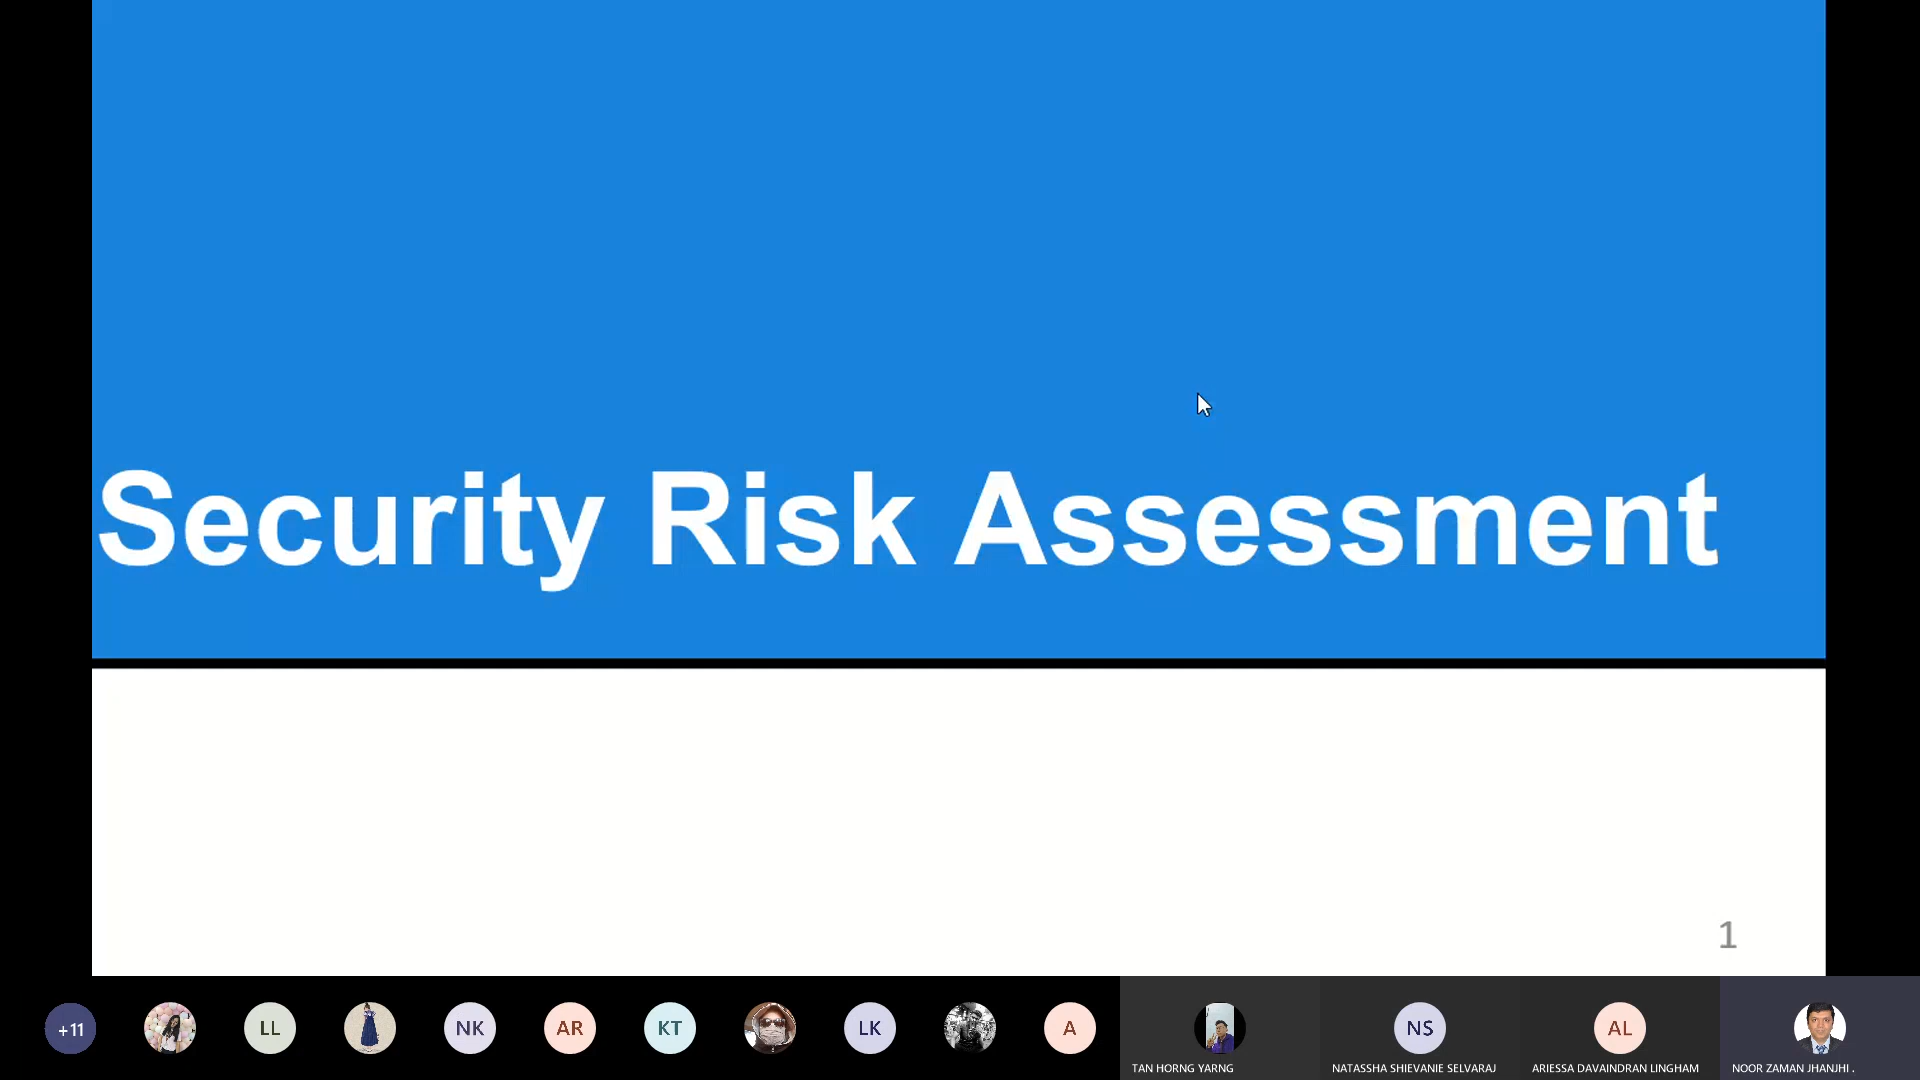 Security Risk Assessment
1
+11
LL
NK
AR
KT
LK
A
TAN HORNG YARNG
NS
NATASSHA SHIEVANIE SELVARAJ
AL
ARIESSA DAVAINDRAN LINGHAM
NOOR ZAMAN JHANJHI .